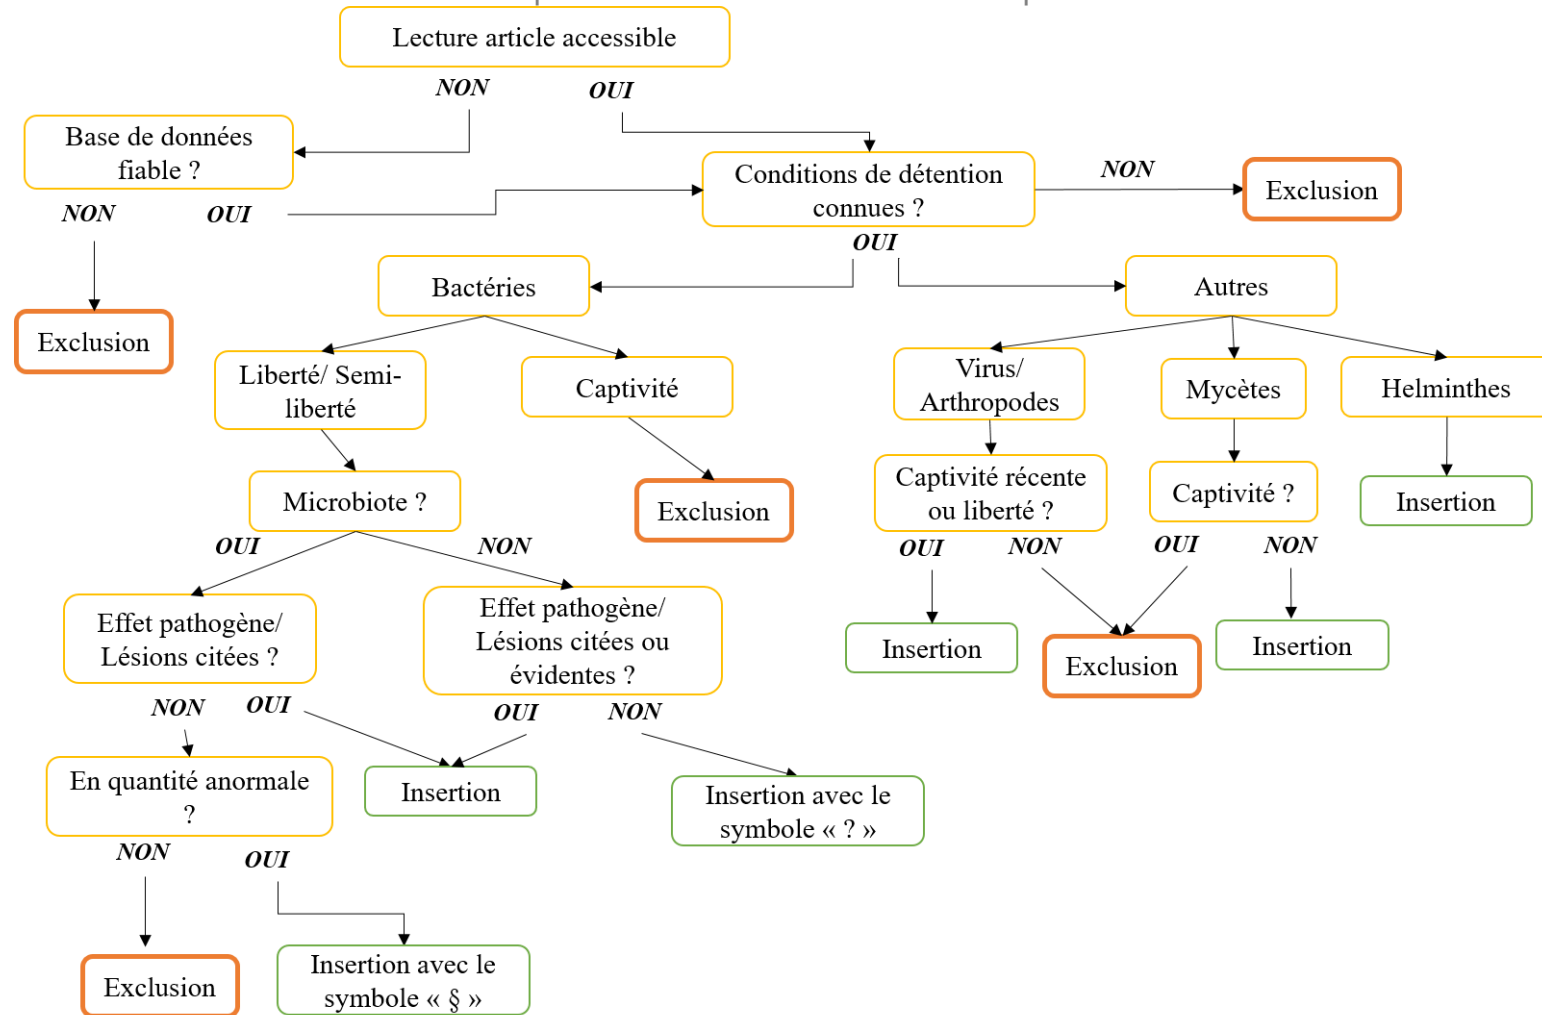 Lecture article accessible
NON
OUI
Base de données
fiable ?
Conditions de détention
connues ?
NON
Exclusion
NON
OUI
OUI
Bactéries
Autres
Exclusion
Liberté/ Semi-
liberté
Captivité
Virus/
Arthropodes
Mycètes
Helminthes
Microbiote ?
Exclusion
Captivité récente
ou liberté ?
Captivité ?
Insertion
OUI
NON
OUI
NON
OUI
NON
Effet pathogène/
Lésions citées ?
Effet pathogène/
Lésions citées ou
évidentes ?
Insertion
Exclusion
Insertion
NON
OUI
OUI
NON
En quantité anormale
?
Insertion
Insertion avec le
symbole « ? »
NON
OUI
Exclusion
Insertion avec le
symbole « § »